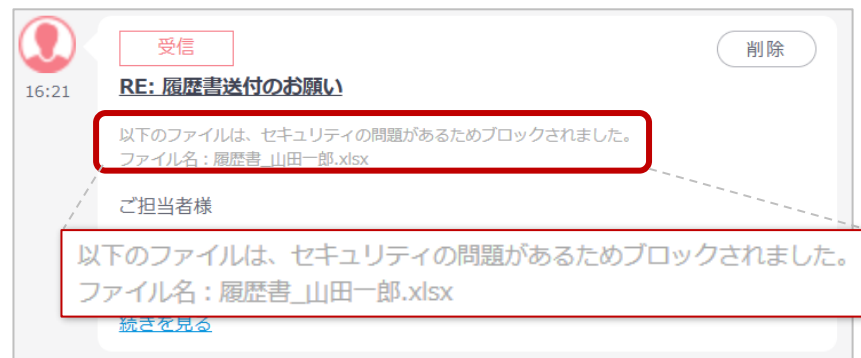 受信
削除
16:21
RE: 履歴書送付のお願い
以下のファイルは、セキュリティの問題があるためブロックされました。
ファイル名：履歴書_山田一郎.xlsx
ご担当者様
以下のファイルは、セキュリティの問題があるためブロックされました。
ファイル名：履歴書_山田一郎.xlsx
続きを見る